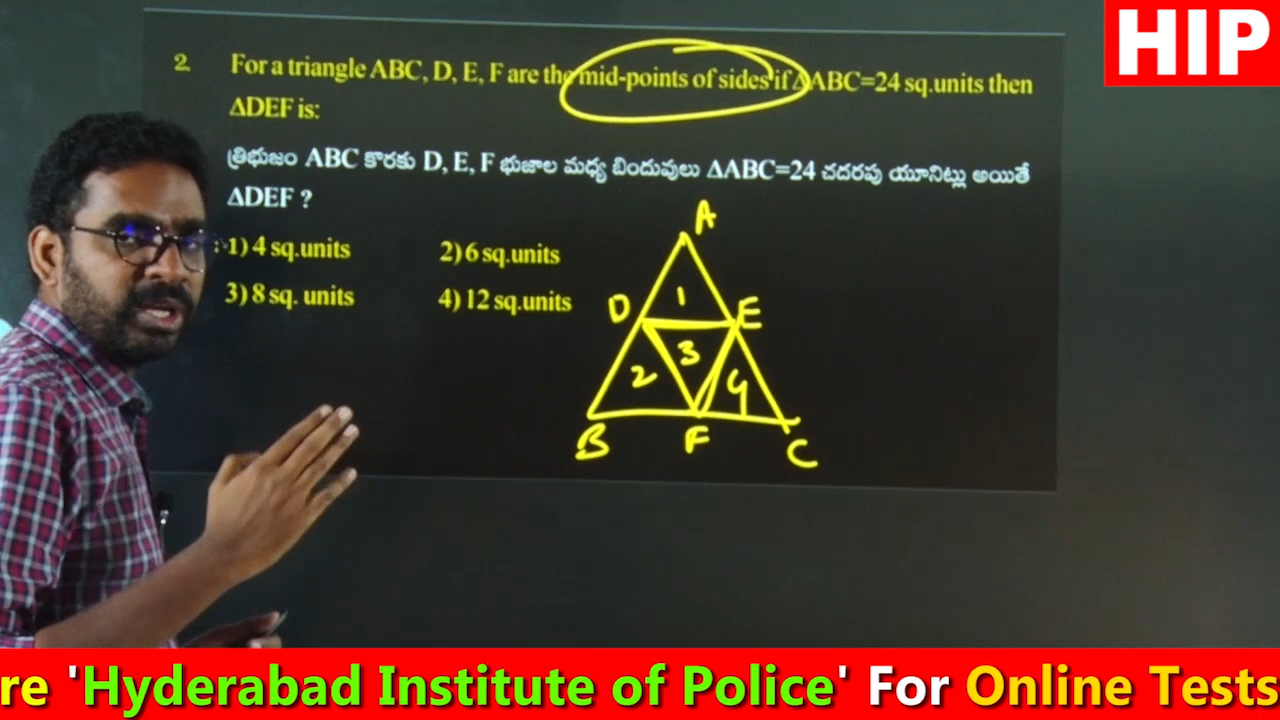 HIP
2. For a triangle ABC, D, E, F are the mid-points of sides if ΔABC=24 sq.units then
ΔDEF is:
త్రిభుజం ABC కొరకు D, E, F భుజాల మధ్య బిందువులు ΔABC=24 చదరపు యూనిట్లు అయితే
ΔDEF ?
1) 4 sq.units 2) 6 sq.units
3) 8 sq. units 4) 12 sq.units
A
D 1 E
2 3 4
B F C
re 'Hyderabad Institute of Police' For Online Tests